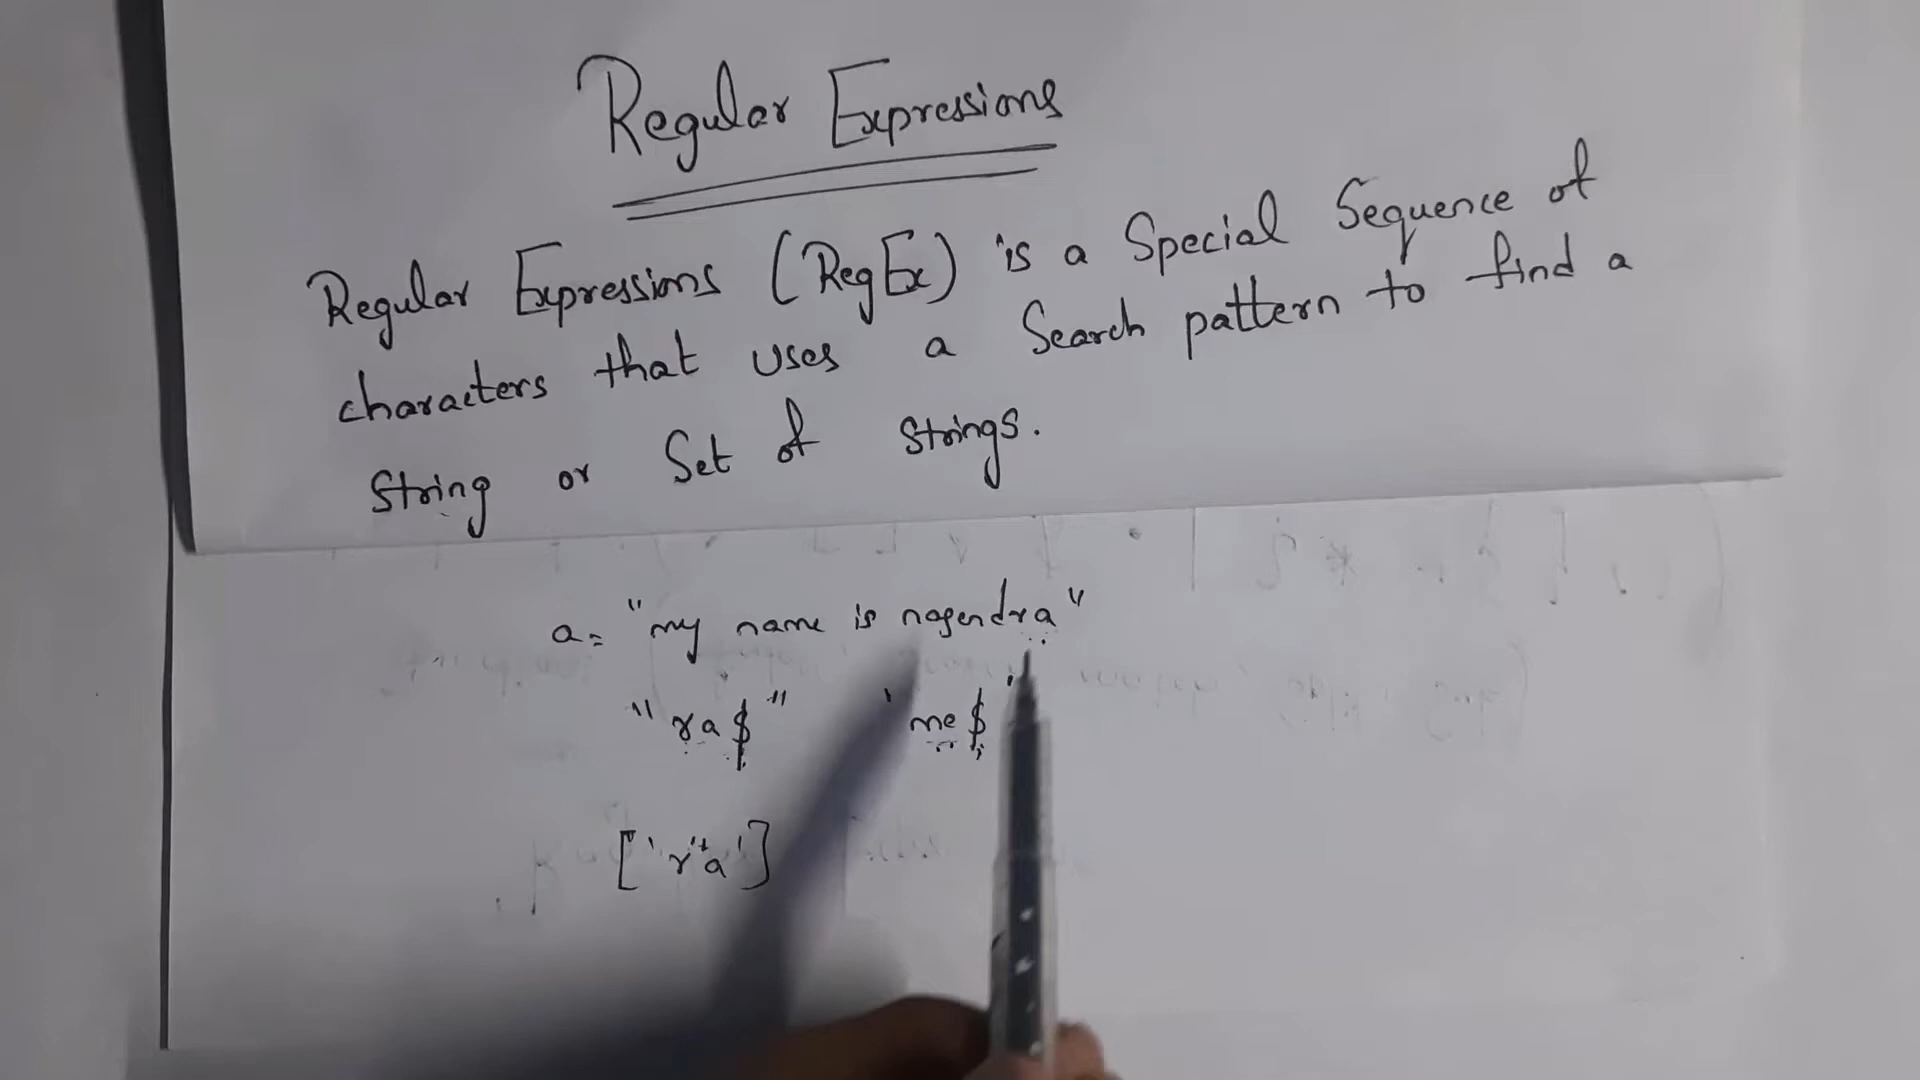 Regular Expressions
Regular Expressions (RegEx) is a Special Sequence of
characters that uses a Search pattern to find a
String or Set of Strings.
a= "my name is nagendra"
"ra$" 'me$'
['ra']